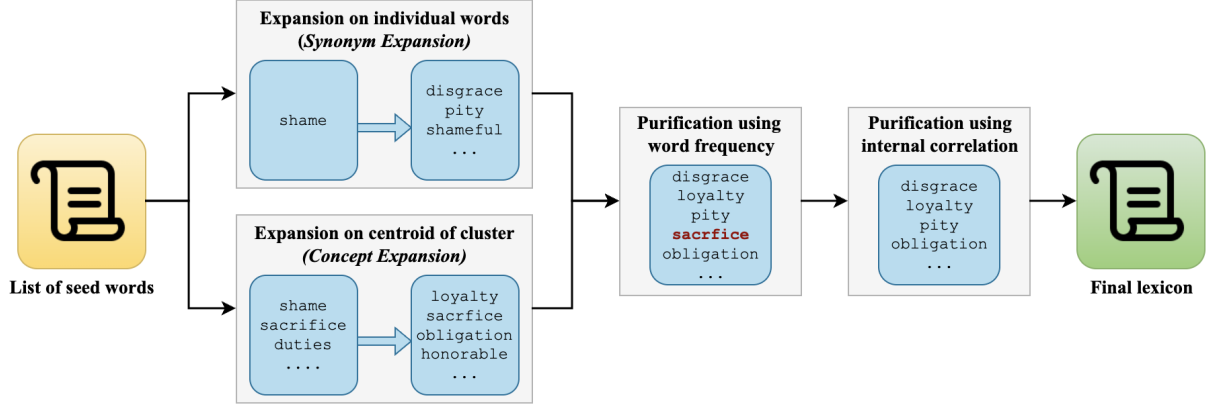 List of seed words
Expansion on individual words
(Synonym Expansion)
shame
disgrace
pity
shameful
...
Expansion on centroid of cluster
(Concept Expansion)
shame
sacrifice
duties
....
loyalty
sacrfice
obligation
honorable
...
Purification using
word frequency
disgrace
loyalty
pity
sacrfice
obligation
...
Purification using
internal correlation
disgrace
loyalty
pity
obligation
...
Final lexicon